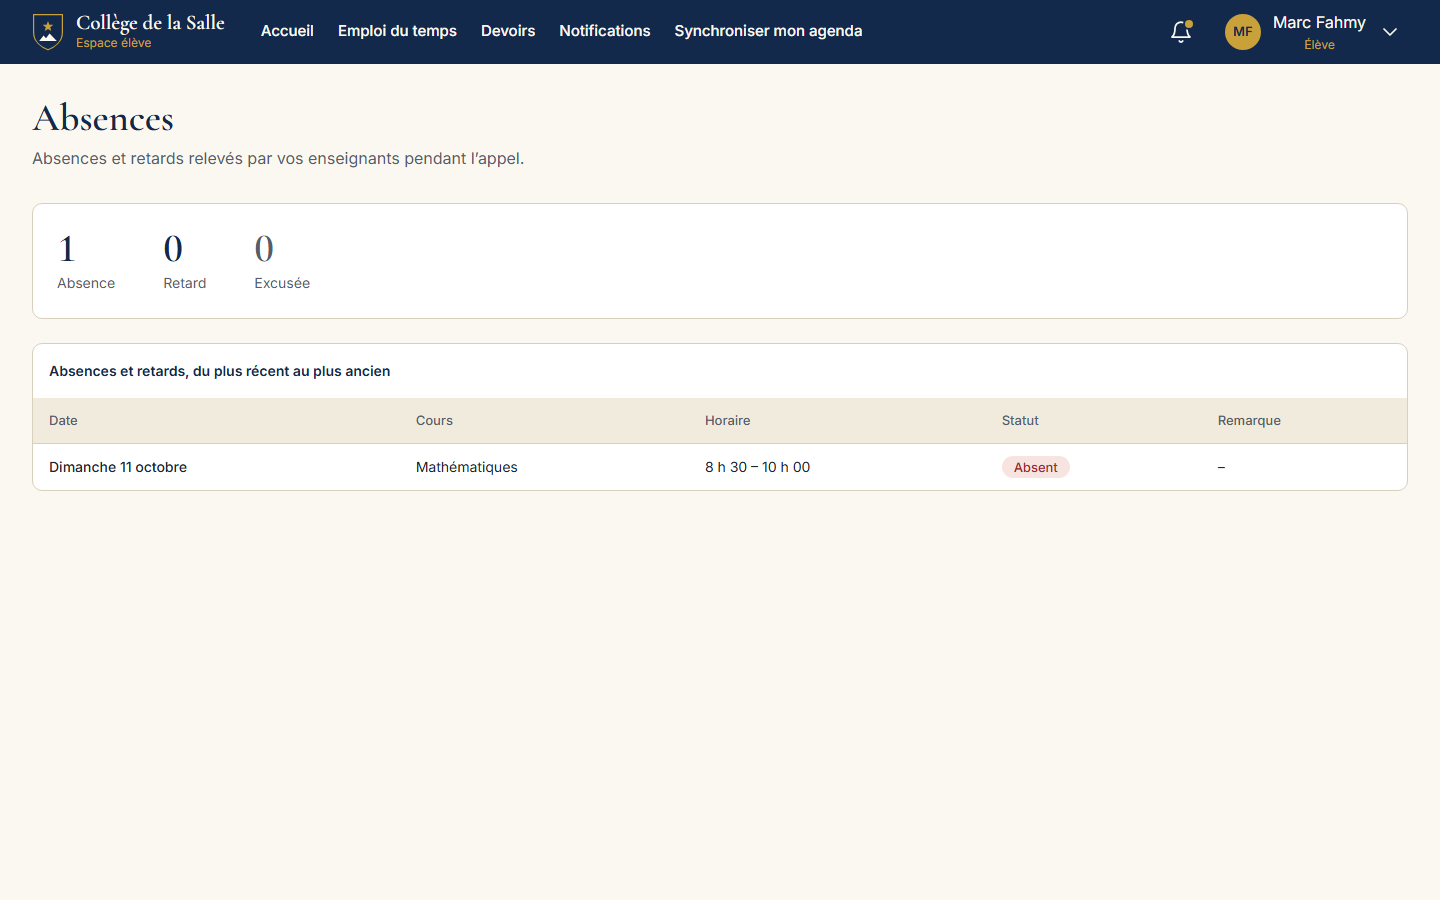 Collège de la Salle
Espace élève
Accueil
Emploi du temps
Devoirs
Notifications
Synchroniser mon agenda
MF
Marc Fahmy
Élève
Absences
Absences et retards relevés par vos enseignants pendant l’appel.
1
Absence
0
Retard
0
Excusée
Absences et retards, du plus récent au plus ancien
Date Cours Horaire Statut Remarque
Dimanche 11 octobre Mathématiques 8 h 30 – 10 h 00 Absent –